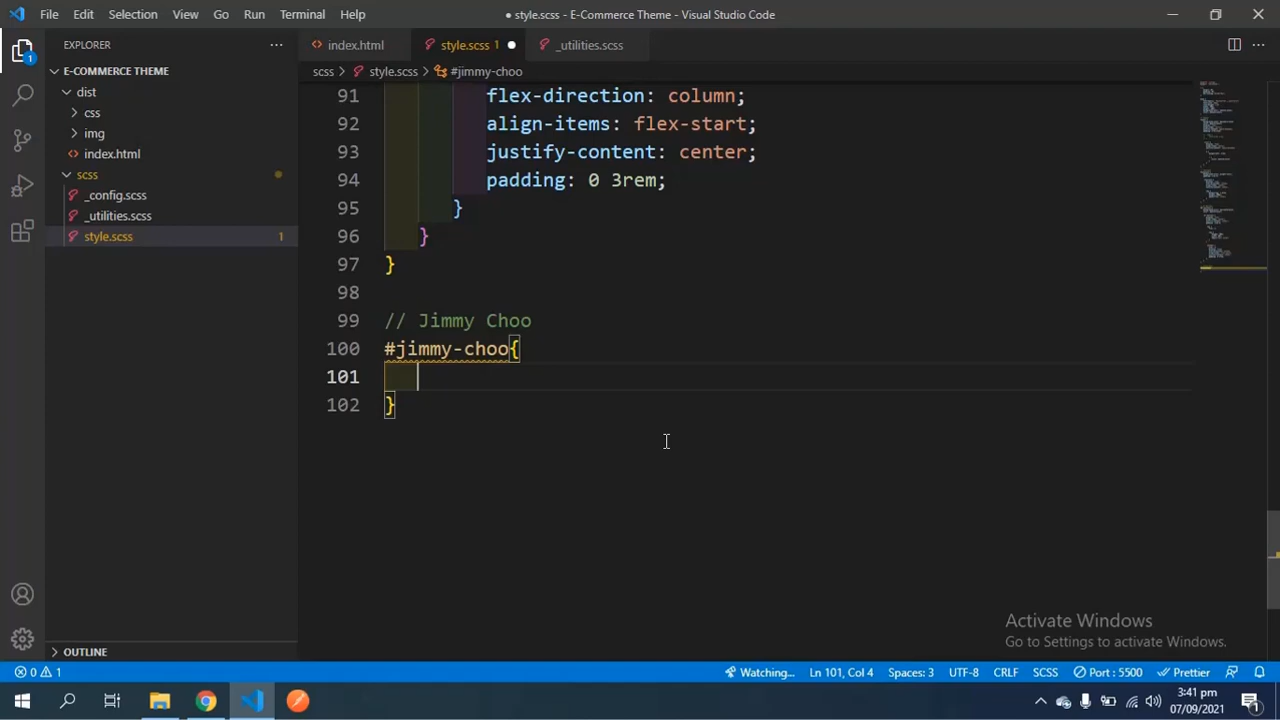 File Edit Selection View Go Run Terminal Help
● style.scss - E-Commerce Theme - Visual Studio Code
EXPLORER
index.html
style.scss 1
_utilities.scss
1
E-COMMERCE THEME
scss > style.scss > #jimmy-choo
dist
css
img
index.html
scss
_config.scss
_utilities.scss
style.scss 1
91 flex-direction: column;
92 align-items: flex-start;
93 justify-content: center;
94 padding: 0 3rem;
95 }
96 }
97 }
98
99 // Jimmy Choo
100 #jimmy-choo{
101
102 }
Activate Windows
Go to Settings to activate Windows.
OUTLINE
0 1
Watching...
Ln 101, Col 4
Spaces: 3
UTF-8
CRLF
SCSS
Port : 5500
Prettier
3:41 pm
07/09/2021
1